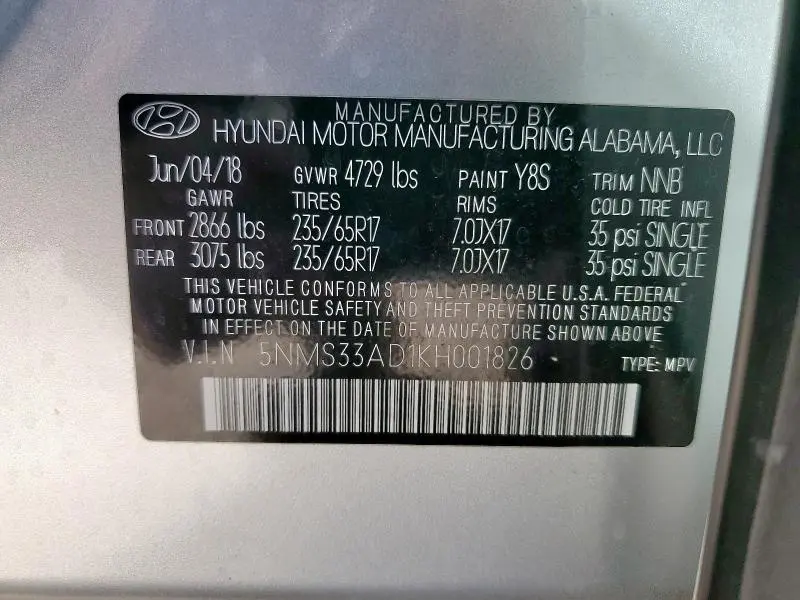 MANUFACTURED BY
HYUNDAI MOTOR MANUFACTURING ALABAMA, LLC
Jun/04/18 GVWR 4729 lbs PAINT Y8S TRIM NNB
GAWR TIRES RIMS COLD TIRE INFL
FRONT 2866 lbs 235/65R17 7.0JX17 35 psi SINGLE
REAR 3075 lbs 235/65R17 7.0JX17 35 psi SINGLE
THIS VEHICLE CONFORMS TO ALL APPLICABLE U.S.A. FEDERAL
MOTOR VEHICLE SAFETY AND THEFT PREVENTION STANDARDS
IN EFFECT ON THE DATE OF MANUFACTURE SHOWN ABOVE
V.I.N 5NMS33AD1KH001826 TYPE: MPV